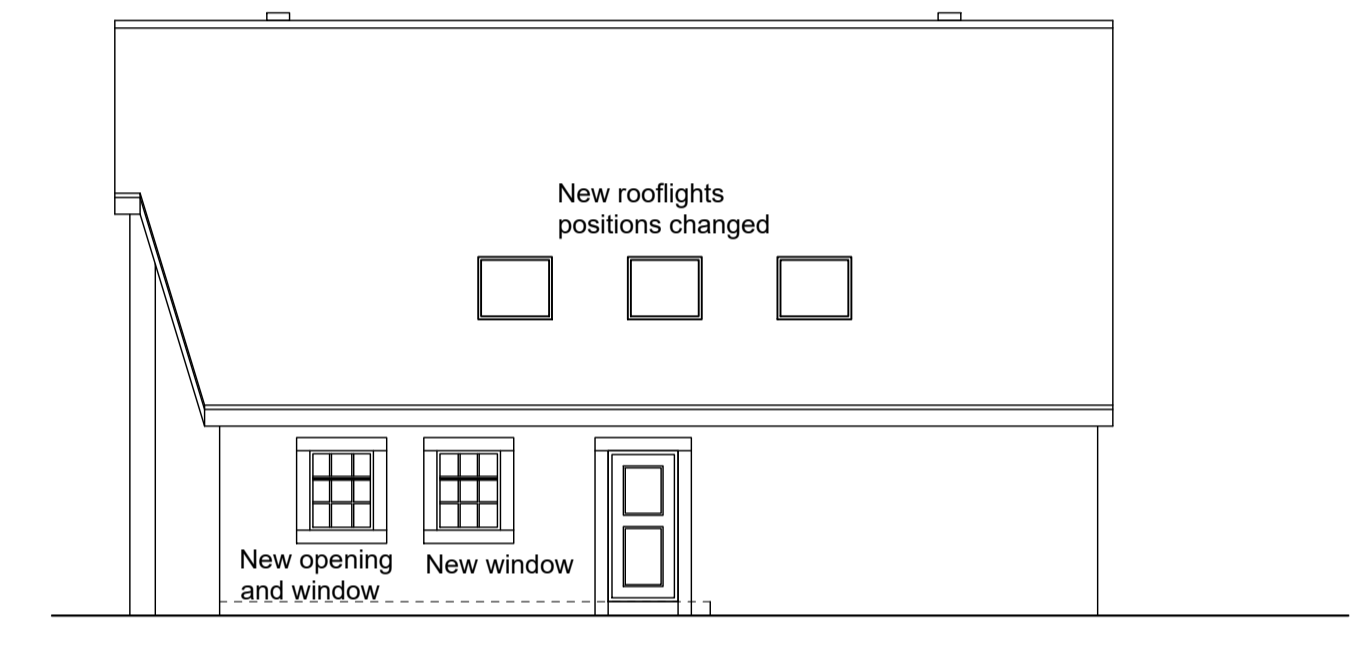 New rooflights
positions changed
New opening
and window
New window